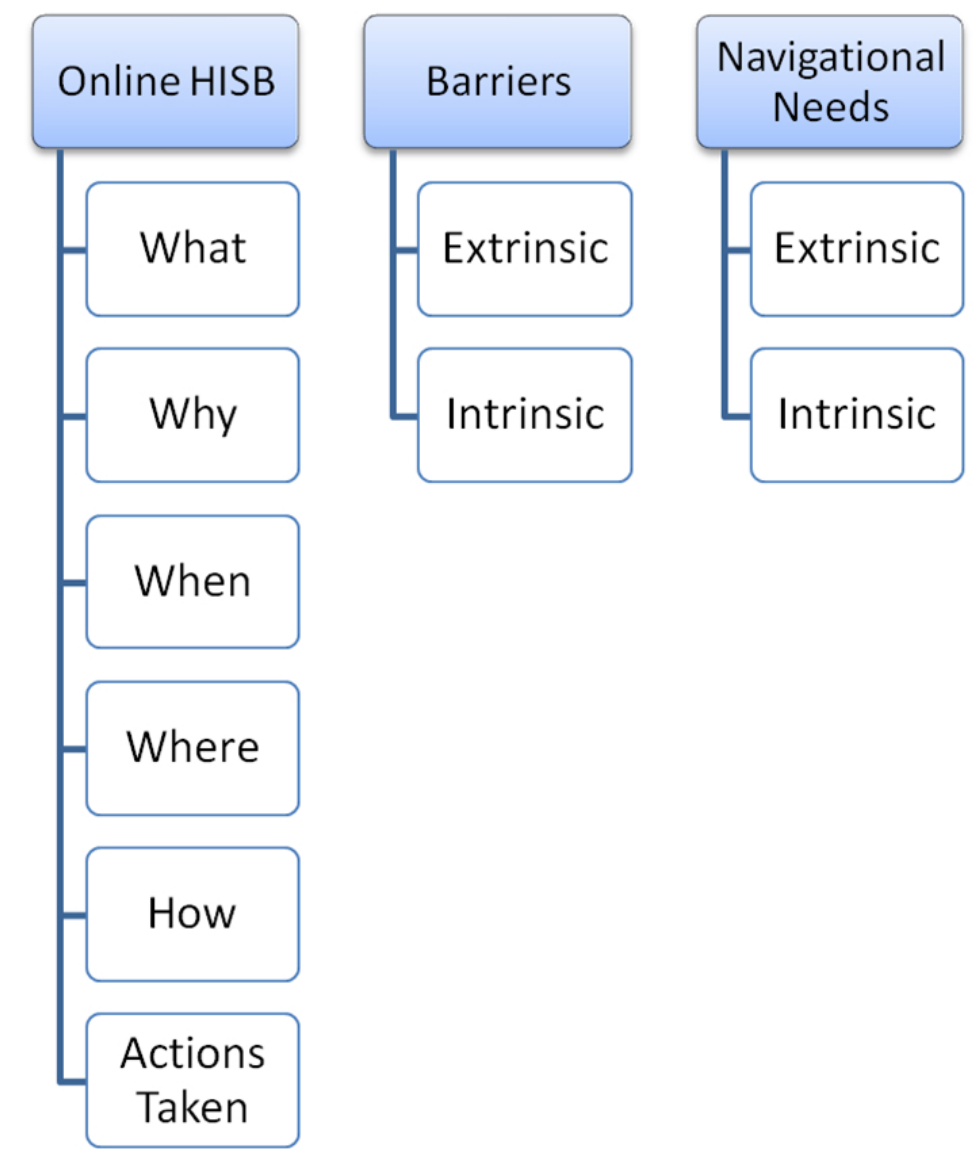 Online HISB
What
Why
When
Where
How
Actions
Taken
Barriers
Extrinsic
Intrinsic
Navigational
Needs
Extrinsic
Intrinsic